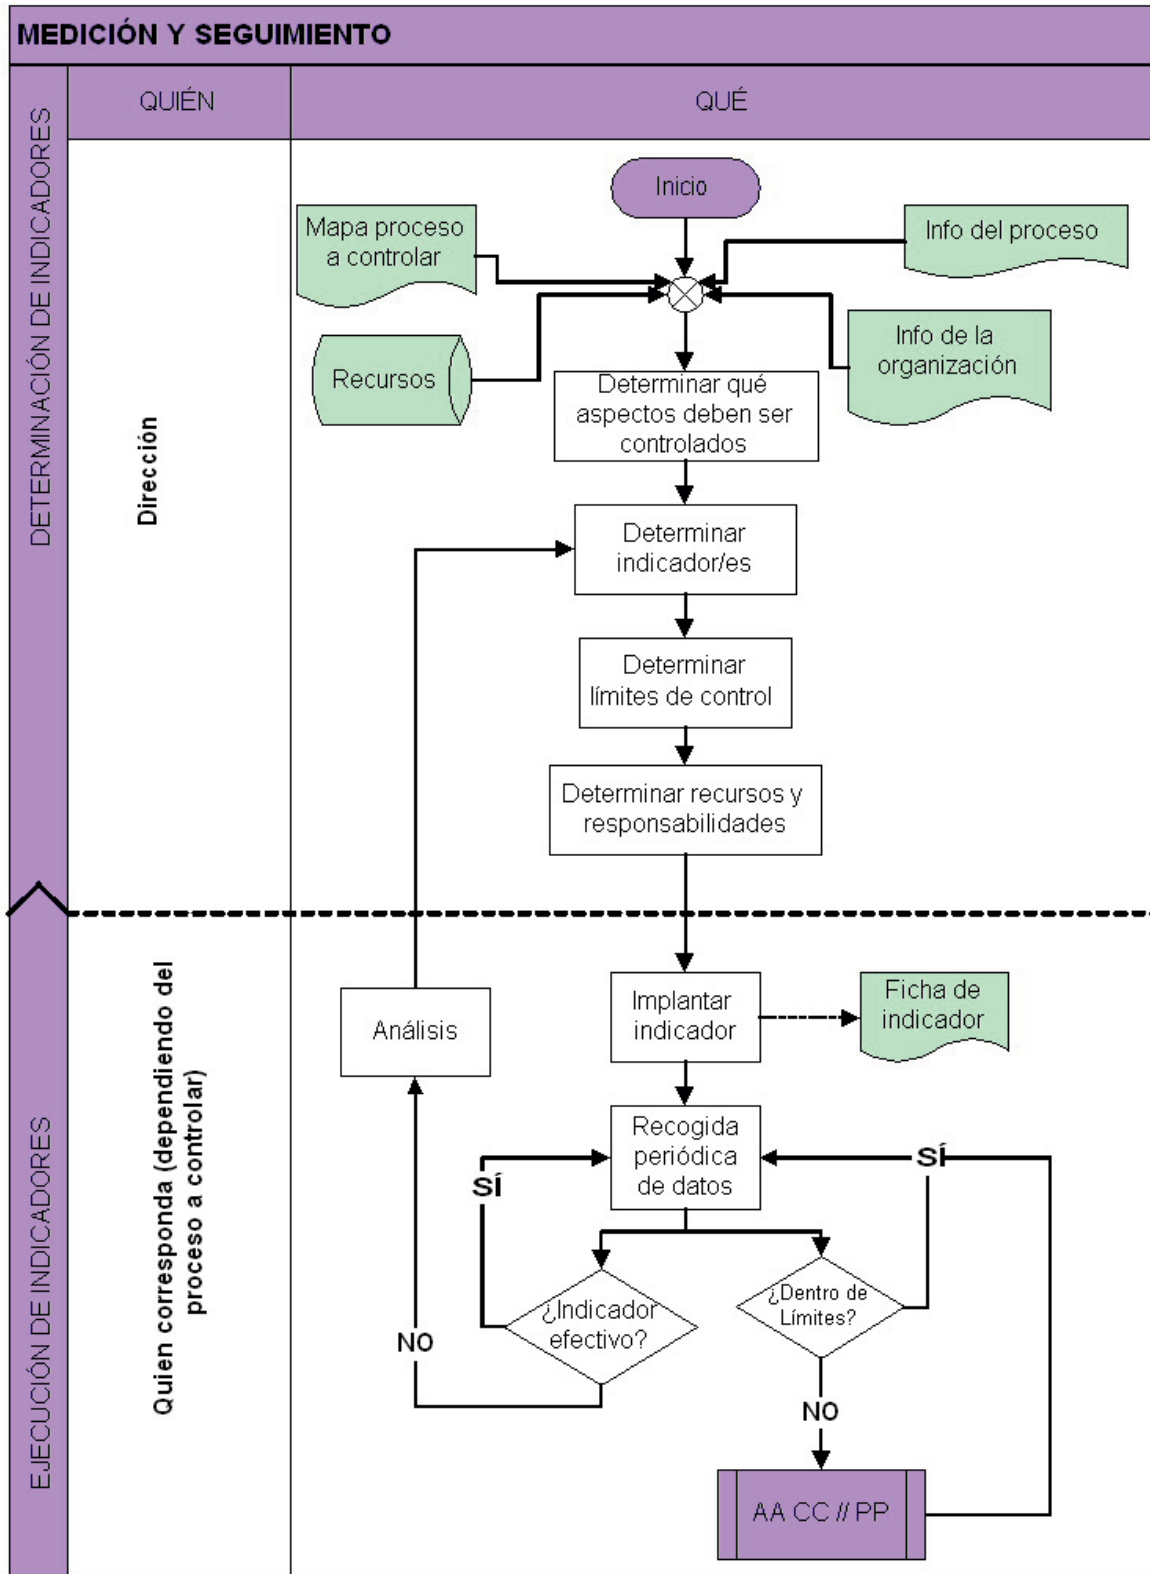 MEDICIÓN Y SEGUIMIENTO
QUIÉN
QUÉ
DETERMINACIÓN DE INDICADORES
Dirección
Inicio
Mapa proceso
a controlar
Info del proceso
Recursos
Info de la
organización
Determinar qué
aspectos deben ser
controlados
Determinar
indicador/es
Determinar
límites de control
Determinar recursos y
responsabilidades
EJECUCIÓN DE INDICADORES
Quien corresponda (dependiendo del
proceso a controlar)
Análisis
Implantar
indicador
Ficha de
indicador
Recogida
periódica
de datos
SÍ
SÍ
¿Indicador
efectivo?
¿Dentro de
Límites?
NO
NO
AA CC // PP